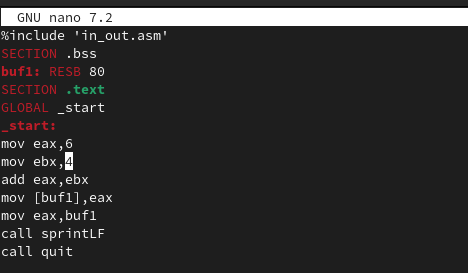 GNU nano 7.2
%include 'in_out.asm'
SECTION .bss
buf1: RESB 80
SECTION .text
GLOBAL _start
_start:
mov eax,6
mov ebx,4
add eax,ebx
mov [buf1],eax
mov eax,buf1
call sprintLF
call quit